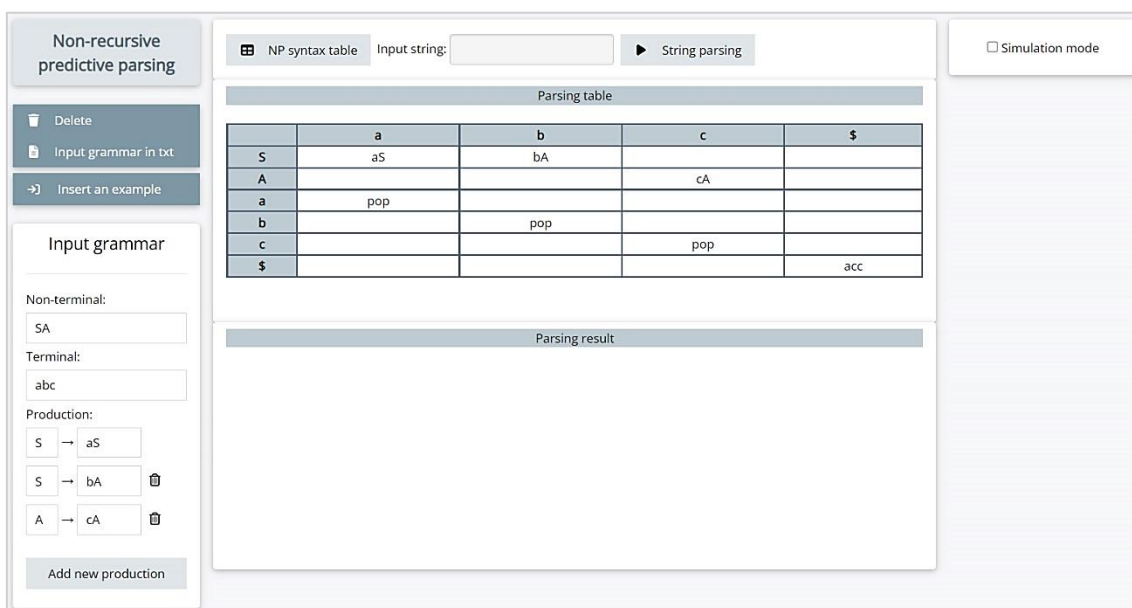 Non-recursive
predictive parsing
Delete
Input grammar in txt
Insert an example
Input grammar
Non-terminal:
SA
Terminal:
abc
Production:
S → aS
S → bA
A → cA
Add new production
NP syntax table Input string: String parsing
Parsing table
a b c $
S aS bA
A cA
a pop
b pop
c pop
$ acc
Parsing result
Simulation mode